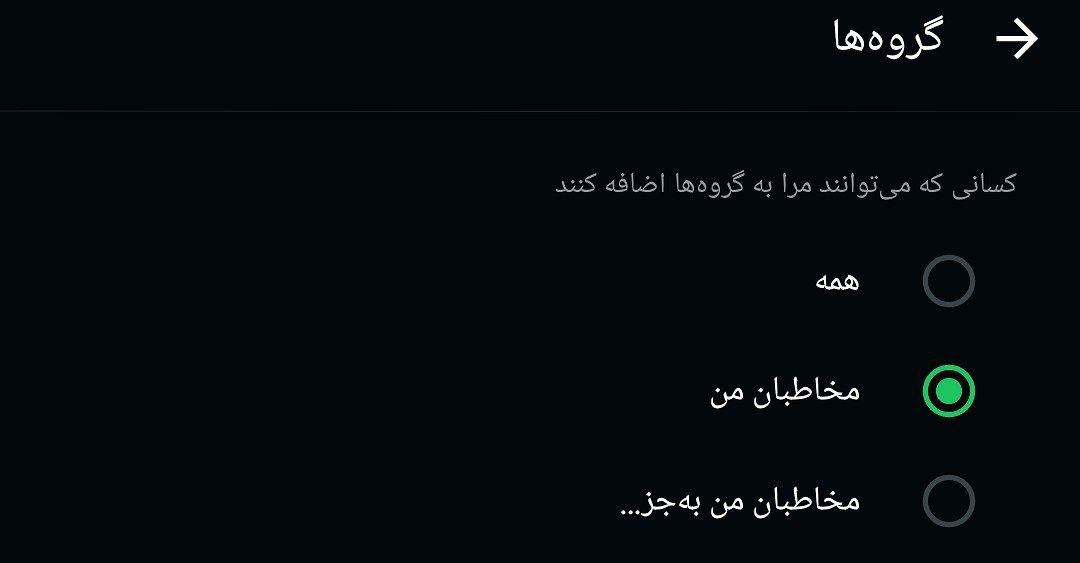 گروه‌ها
کسانی که می‌توانند مرا به گروه‌ها اضافه کنند
همه
مخاطبان من
مخاطبان من به‌جز...